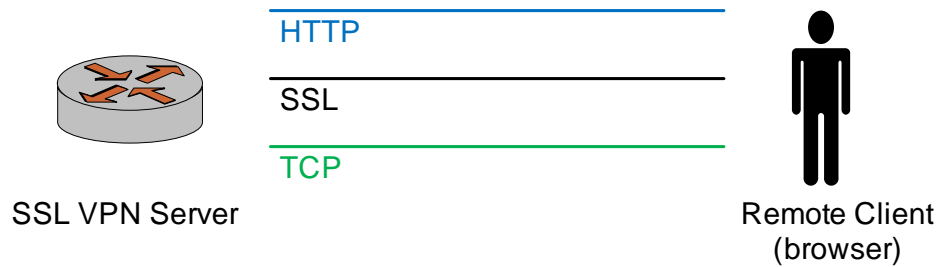 HTTP
SSL
TCP
SSL VPN Server
Remote Client
(browser)